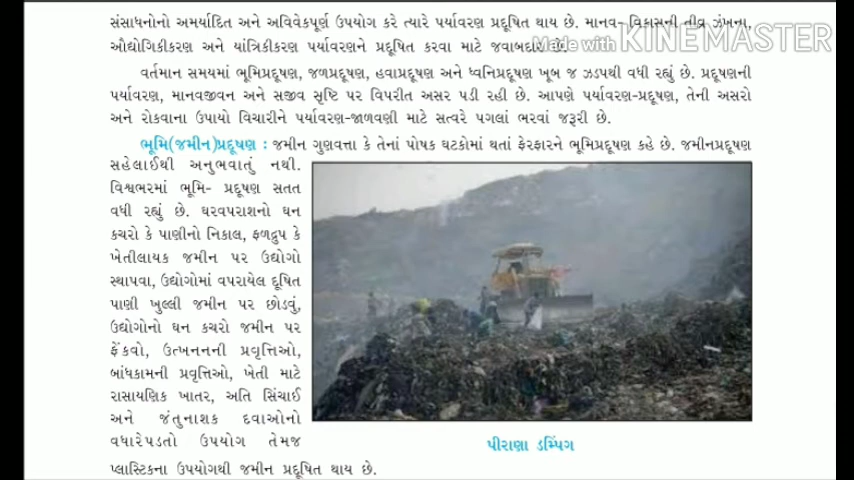 સંસાધનોનો અમર્યાદિત અને અવિવેકપૂર્ણ ઉપયોગ કરે ત્યારે પર્યાવરણ પ્રદૂષિત થાય છે. માનવ- વિકાસની તીવ્ર ઝંખના,
ઔદ્યોગિકીકરણ અને યાંત્રિકીકરણ પર્યાવરણને પ્રદૂષિત કરવા માટે જવાબદાર છે.
Made with KINEMASTER
વર્તમાન સમયમાં ભૂમિપ્રદૂષણ, જળપ્રદૂષણ, હવાપ્રદૂષણ અને ધ્વનિપ્રદૂષણ ખૂબ જ ઝડપથી વધી રહ્યું છે. પ્રદૂષણની
પર્યાવરણ, માનવજીવન અને સજીવ સૃષ્ટિ પર વિપરીત અસર પડી રહી છે. આપણે પર્યાવરણ-પ્રદૂષણ, તેની અસરો
અને રોકવાના ઉપાયો વિચારીને પર્યાવરણ-જાળવણી માટે સત્વરે પગલાં ભરવાં જરૂરી છે.
ભૂમિ(જમીન)પ્રદૂષણ : જમીન ગુણવત્તા કે તેનાં પોષક ઘટકોમાં થતાં ફેરફારને ભૂમિપ્રદૂષણ કહે છે. જમીનપ્રદૂષણ
સહેલાઈથી અનુભવાતું નથી.
વિશ્વભરમાં ભૂમિ- પ્રદૂષણ સતત
વધી રહ્યું છે. ઘરવપરાશનો ઘન
કચરો કે પાણીનો નિકાલ, ફળદ્રુપ કે
ખેતીલાયક જમીન પર ઉદ્યોગો
સ્થાપવા, ઉદ્યોગોમાં વપરાયેલ દૂષિત
પાણી ખુલ્લી જમીન પર છોડવું,
ઉદ્યોગોનો ઘન કચરો જમીન પર
ફેંકવો, ઉત્ખનનની પ્રવૃત્તિઓ,
બાંધકામની પ્રવૃત્તિઓ, ખેતી માટે
રાસાયણિક ખાતર, અતિ સિંચાઈ
અને જંતુનાશક દવાઓનો
વધારેપડતો ઉપયોગ તેમજ
પ્લાસ્ટિકના ઉપયોગથી જમીન પ્રદૂષિત થાય છે.
પીરાણા ડમ્પિંગ